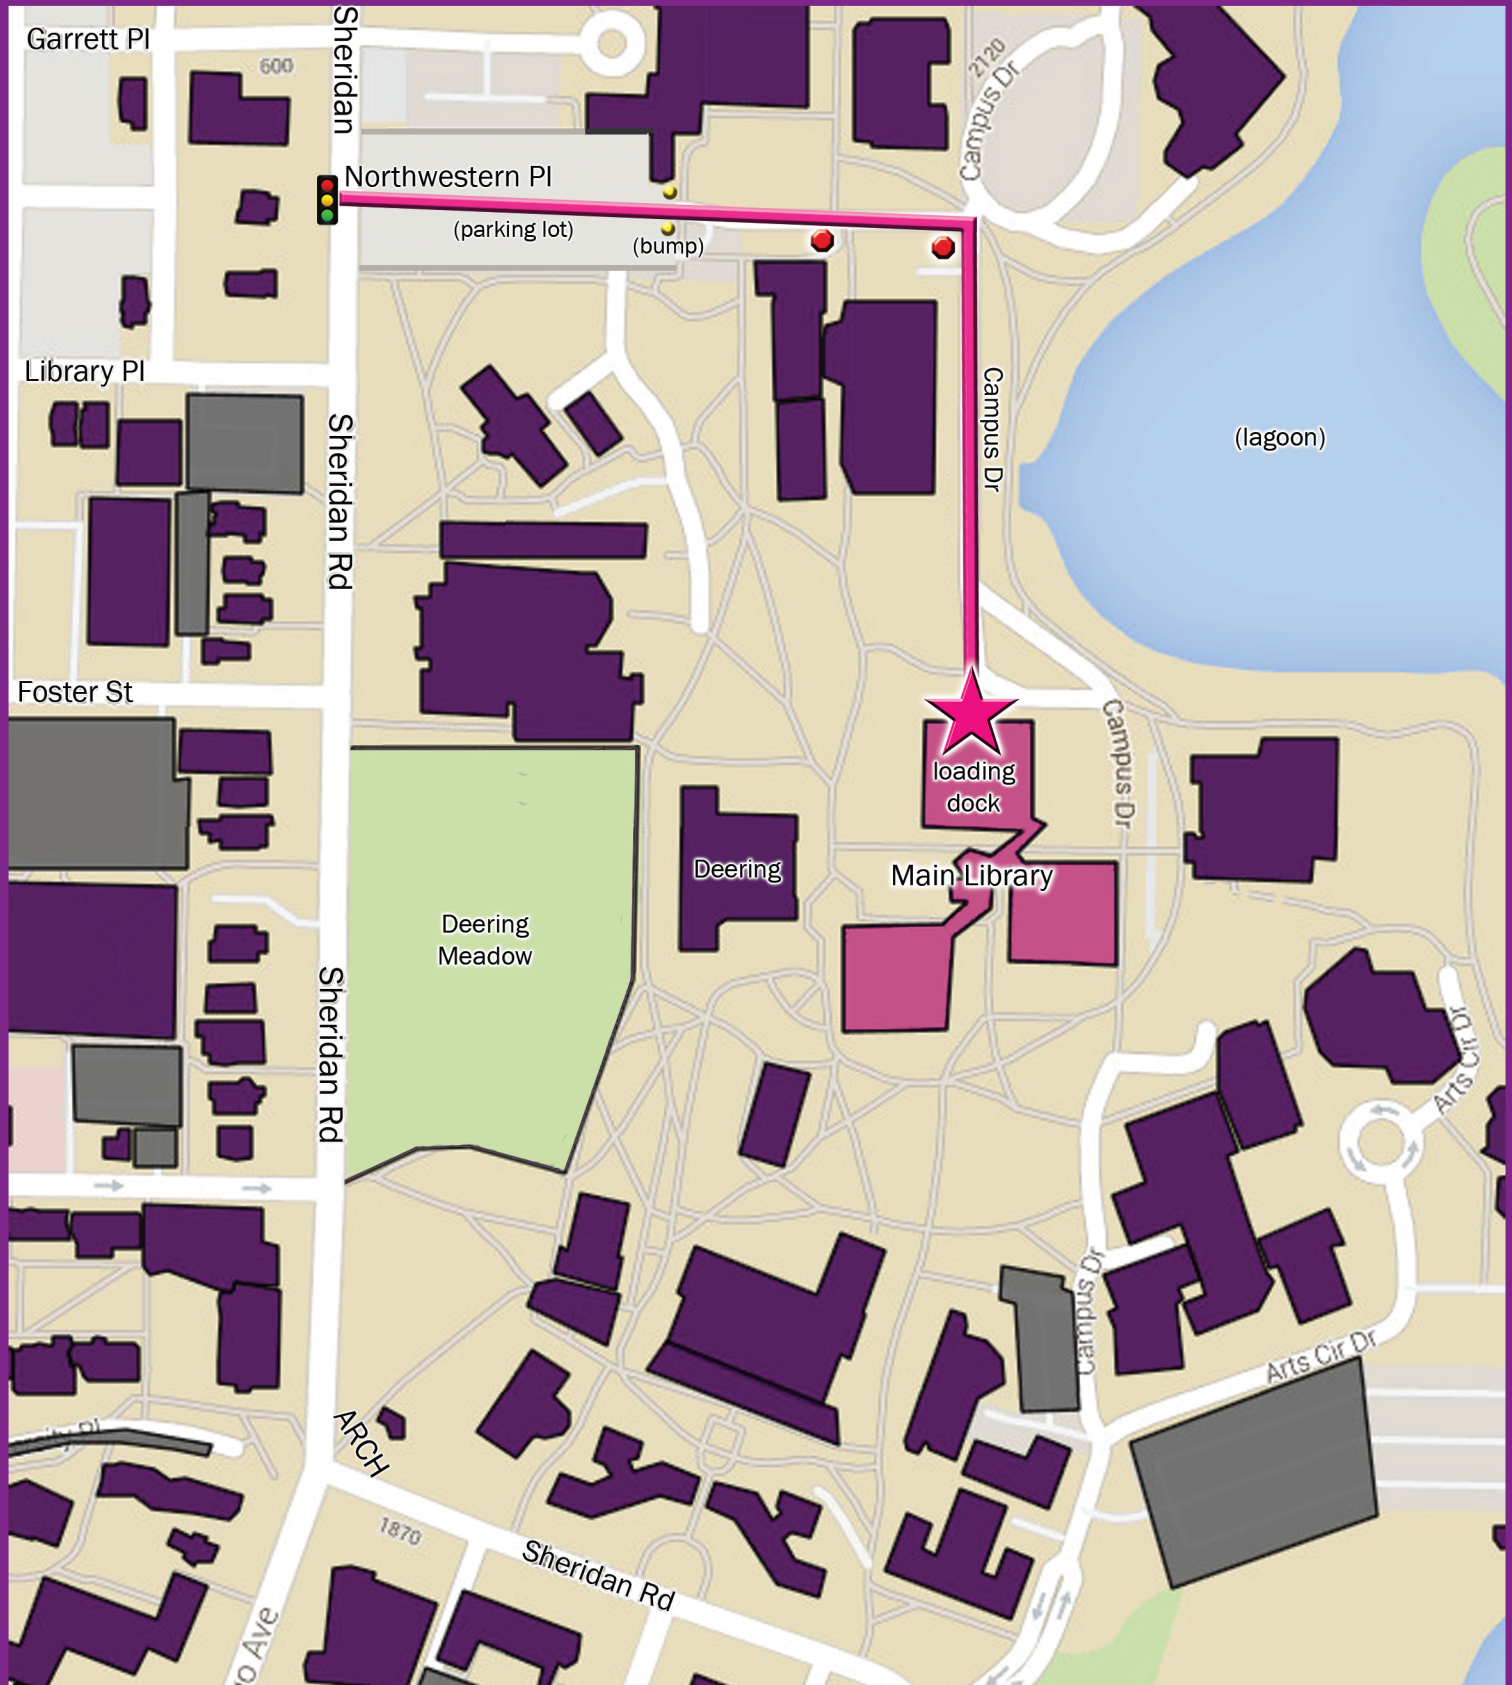 Garrett Pl
Sheridan
600
2120
Campus Dr
Northwestern Pl
(parking lot)
(bump)
Library Pl
Campus Dr
(lagoon)
Sheridan Rd
Foster St
Campus Dr
loading
dock
Deering
Main Library
Deering
Meadow
Sheridan Rd
Arts Cir Dr
Campus Dr
Arts Cir Dr
ARCH
1870
Sheridan Rd
Ave